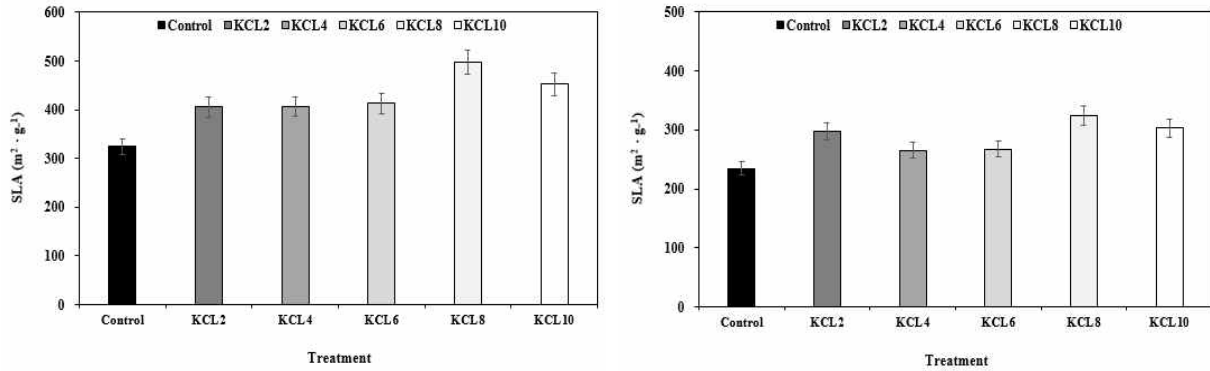 600
500
400
300
200
100
0
SLA (m² · g⁻¹)
Control KCL2 KCL4 KCL6 KCL8 KCL10
Control KCL2 KCL4 KCL6 KCL8 KCL10
Treatment
500
400
300
200
100
0
SLA (m² · g⁻¹)
Control KCL2 KCL4 KCL6 KCL8 KCL10
Control KCL2 KCL4 KCL6 KCL8 KCL10
Treatment